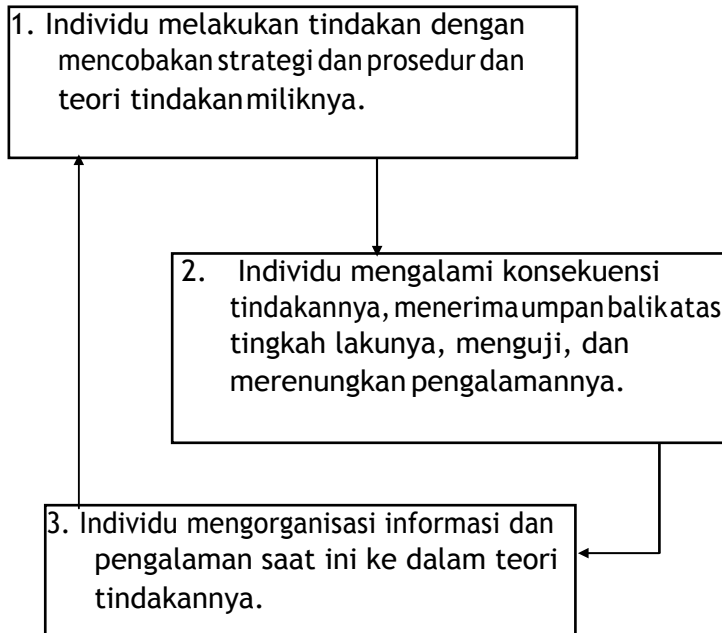 1. Individu melakukan tindakan dengan
mencobakan strategi dan prosedur dan
teori tindakan miliknya.
2. Individu mengalami konsekuensi
tindakannya, menerima umpan balik atas
tingkah lakunya, menguji, dan
merenungkan pengalamannya.
3. Individu mengorganisasi informasi dan
pengalaman saat ini ke dalam teori
tindakannya.